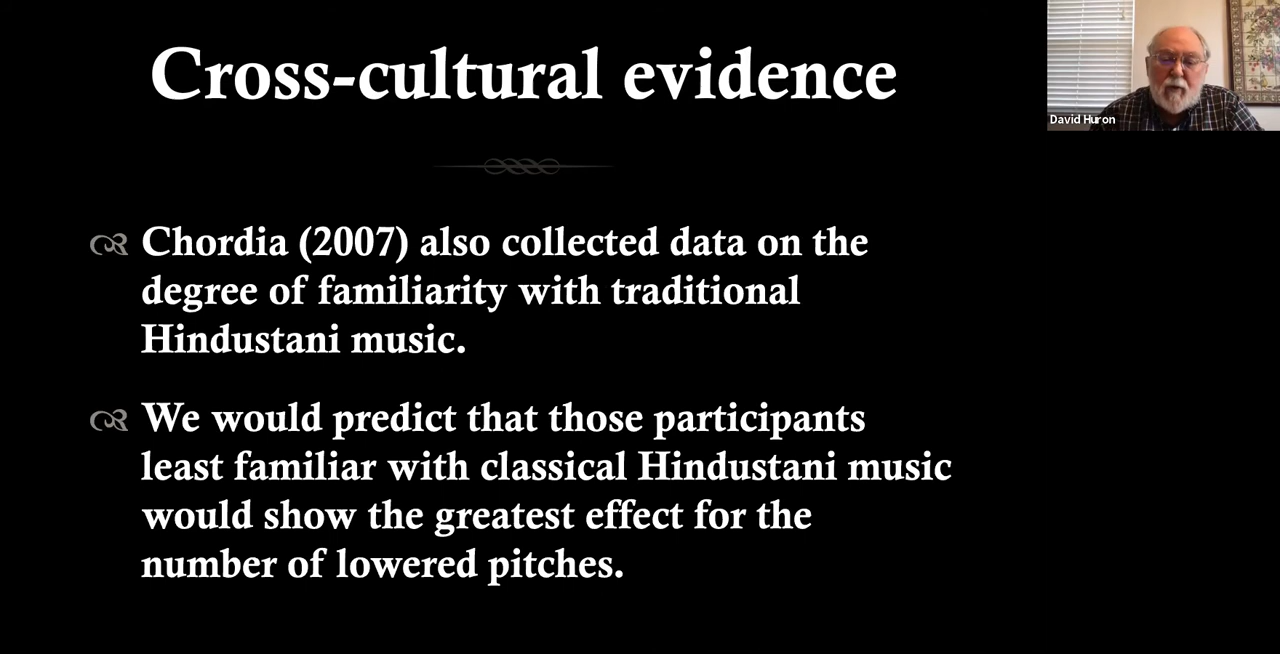 Cross-cultural evidence
David Huron
Chordia (2007) also collected data on the
degree of familiarity with traditional
Hindustani music.
We would predict that those participants
least familiar with classical Hindustani music
would show the greatest effect for the
number of lowered pitches.